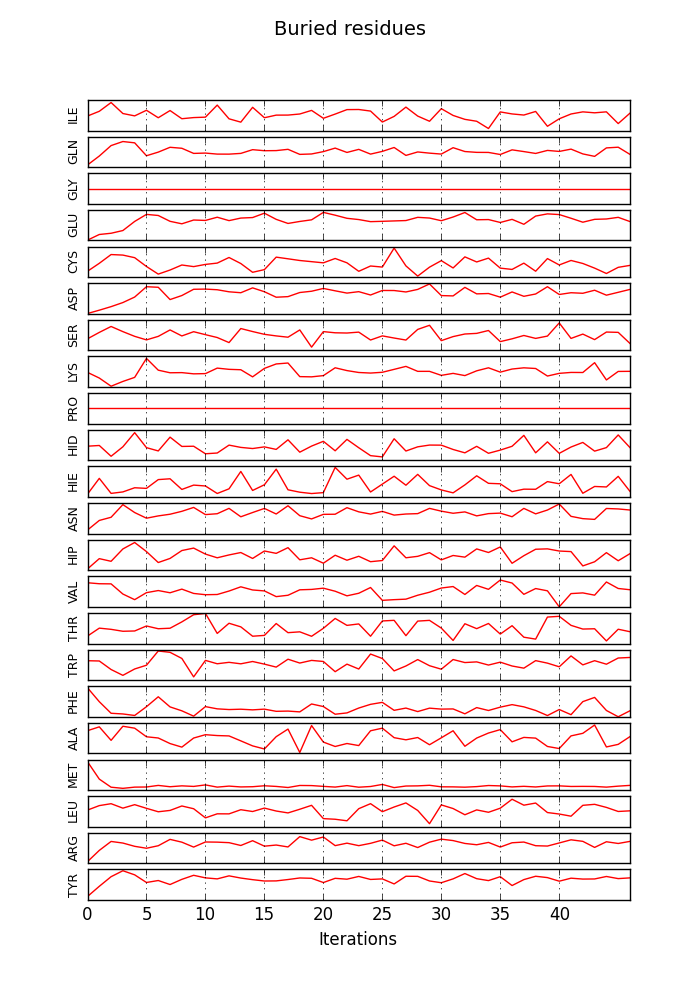 Buried residues
ILE
GLN
GLY
GLU
CYS
ASP
SER
LYS
PRO
HID
HIE
ASN
HIP
VAL
THR
TRP
PHE
ALA
MET
LEU
ARG
TYR
0 5 10 15 20 25 30 35 40
Iterations